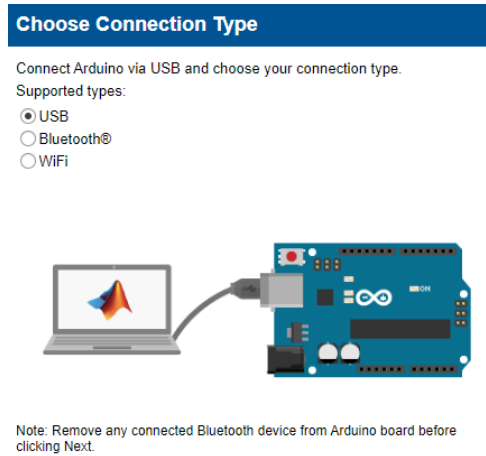 Choose Connection Type
Connect Arduino via USB and choose your connection type.
Supported types:
USB
Bluetooth®
WiFi
Note: Remove any connected Bluetooth device from Arduino board before
clicking Next.